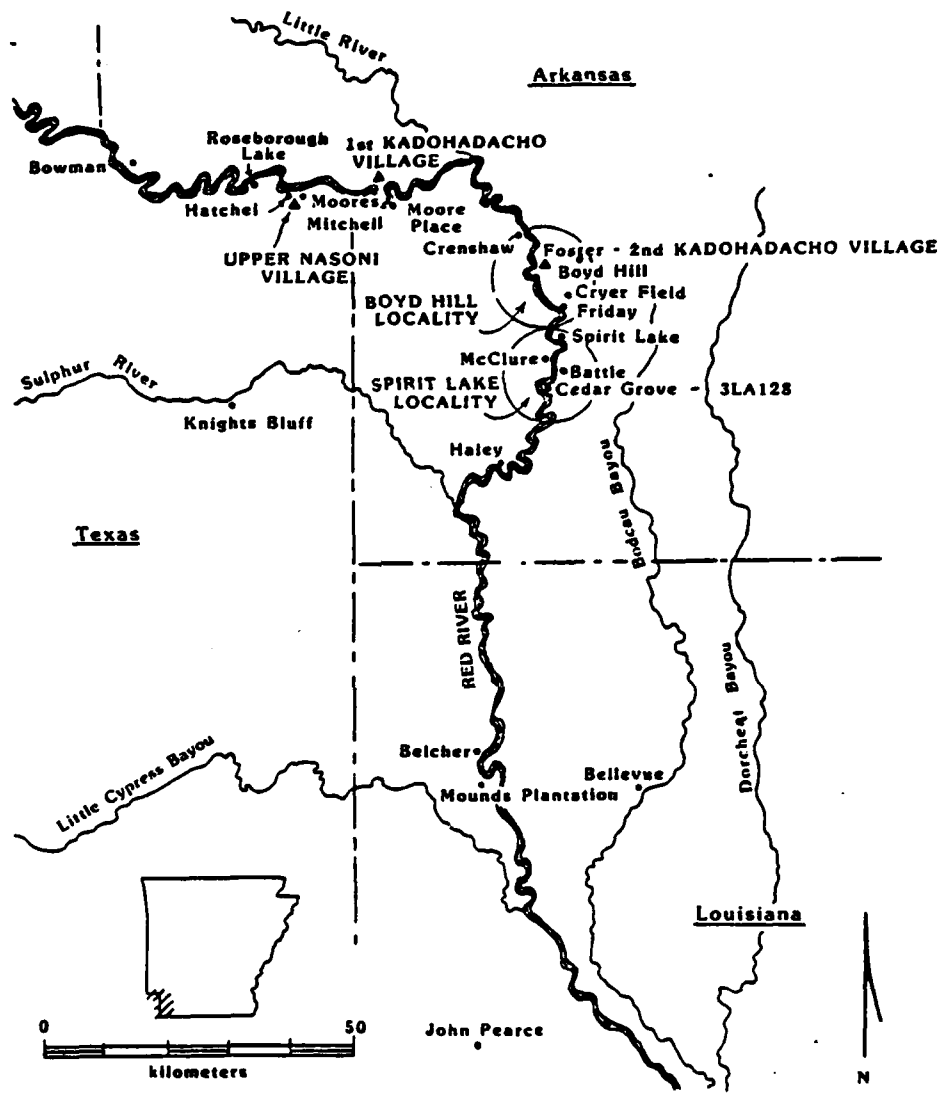 Little River
Arkansas
Roseborough
Lake
1st KADOHADACHO
VILLAGE
Bowman
Hatchel
Moores
Mitchell
Moore
Place
UPPER NASONI
VILLAGE
Crenshaw
Foster - 2nd KADOHADACHO VILLAGE
Boyd Hill
BOYD HILL
LOCALITY
Cryer Field
Friday
Spirit Lake
McClure
Battle
SPIRIT LAKE
LOCALITY
Cedar Grove - 3LA128
Sulphur River
Knights Bluff
Haley
Bodcau Bayou
Texas
RED RIVER
Dorcheat Bayou
Belcher
Bellevue
Mounds Plantation
Little Cypress Bayou
Louisiana
0 50
kilometers
John Pearce
N